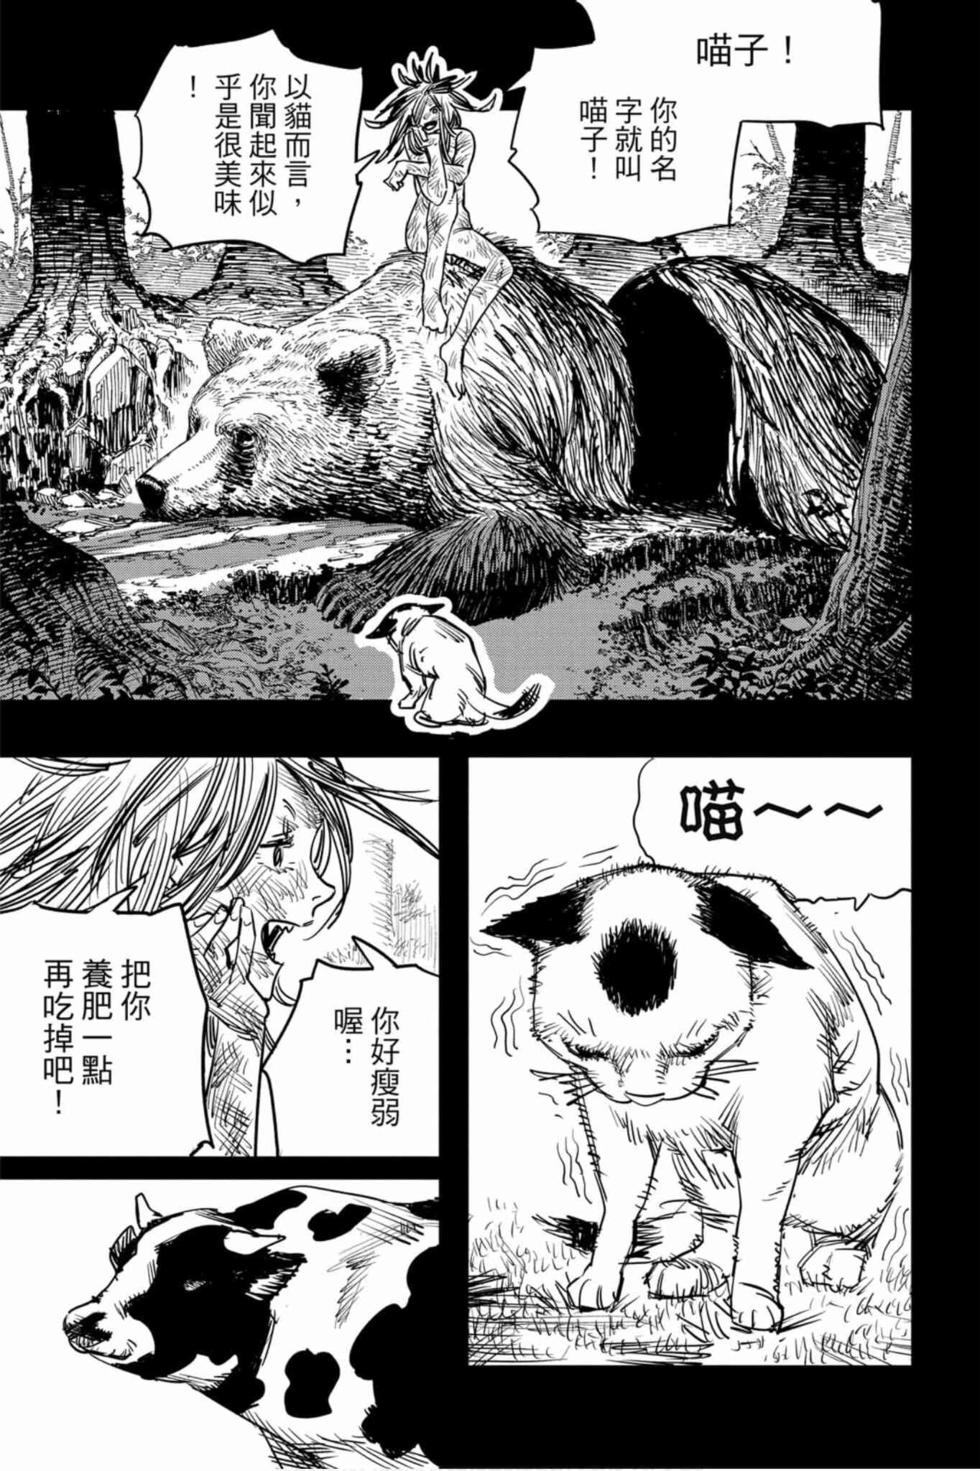 喵子！
你的名
字就叫
喵子！
以貓而言，
你聞起來似
乎是很美味
！
喵～～
你好瘦弱
喔…
把你
養肥一點
再吃掉吧！